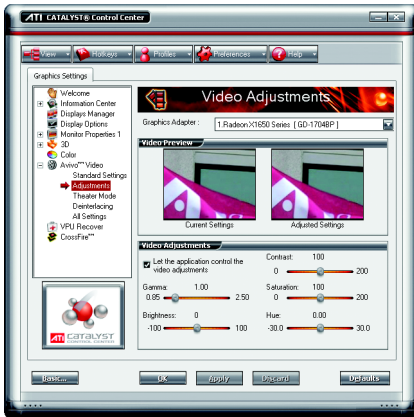 ATI CATALYST® Control Center
View Hotkeys Profiles Preferences Help
Graphics Settings
Welcome
Information Center
Displays Manager
Display Options
Monitor Properties 1
3D
Color
Avivo™ Video
Standard Settings
Adjustments
Theater Mode
Deinterlacing
All Settings
VPU Recover
CrossFire™
ATI CATALYST
CONTROL CENTER
Video Adjustments
Graphics Adapter : 1.Radeon X1650 Series [ GD-1704BP ]
Video Preview
Current Settings Adjusted Settings
Video Adjustments
Let the application control the
video adjustments
Contrast: 100
0 200
Gamma: 1.00
0.85 2.50
Saturation: 100
0 200
Brightness: 0
-100 100
Hue: 0.00
-30.0 30.0
Basic... OK Apply Discard Defaults